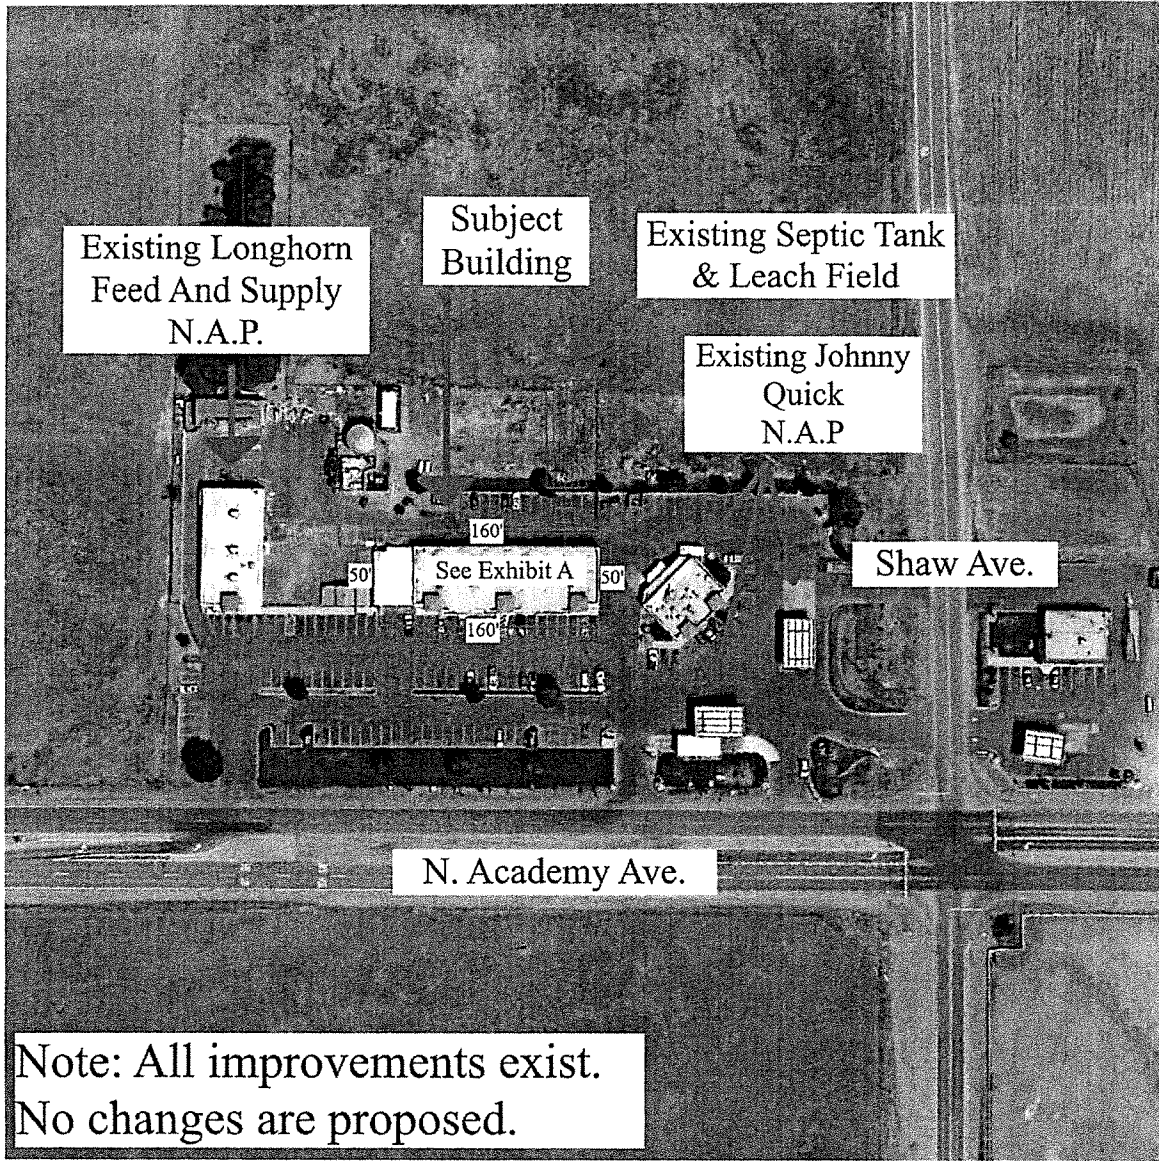 Existing Longhorn
Feed And Supply
N.A.P.
Subject
Building
Existing Septic Tank
& Leach Field
Existing Johnny
Quick
N.A.P
160'
50'
See Exhibit A
50'
160'
Shaw Ave.
N. Academy Ave.
Note: All improvements exist.
No changes are proposed.